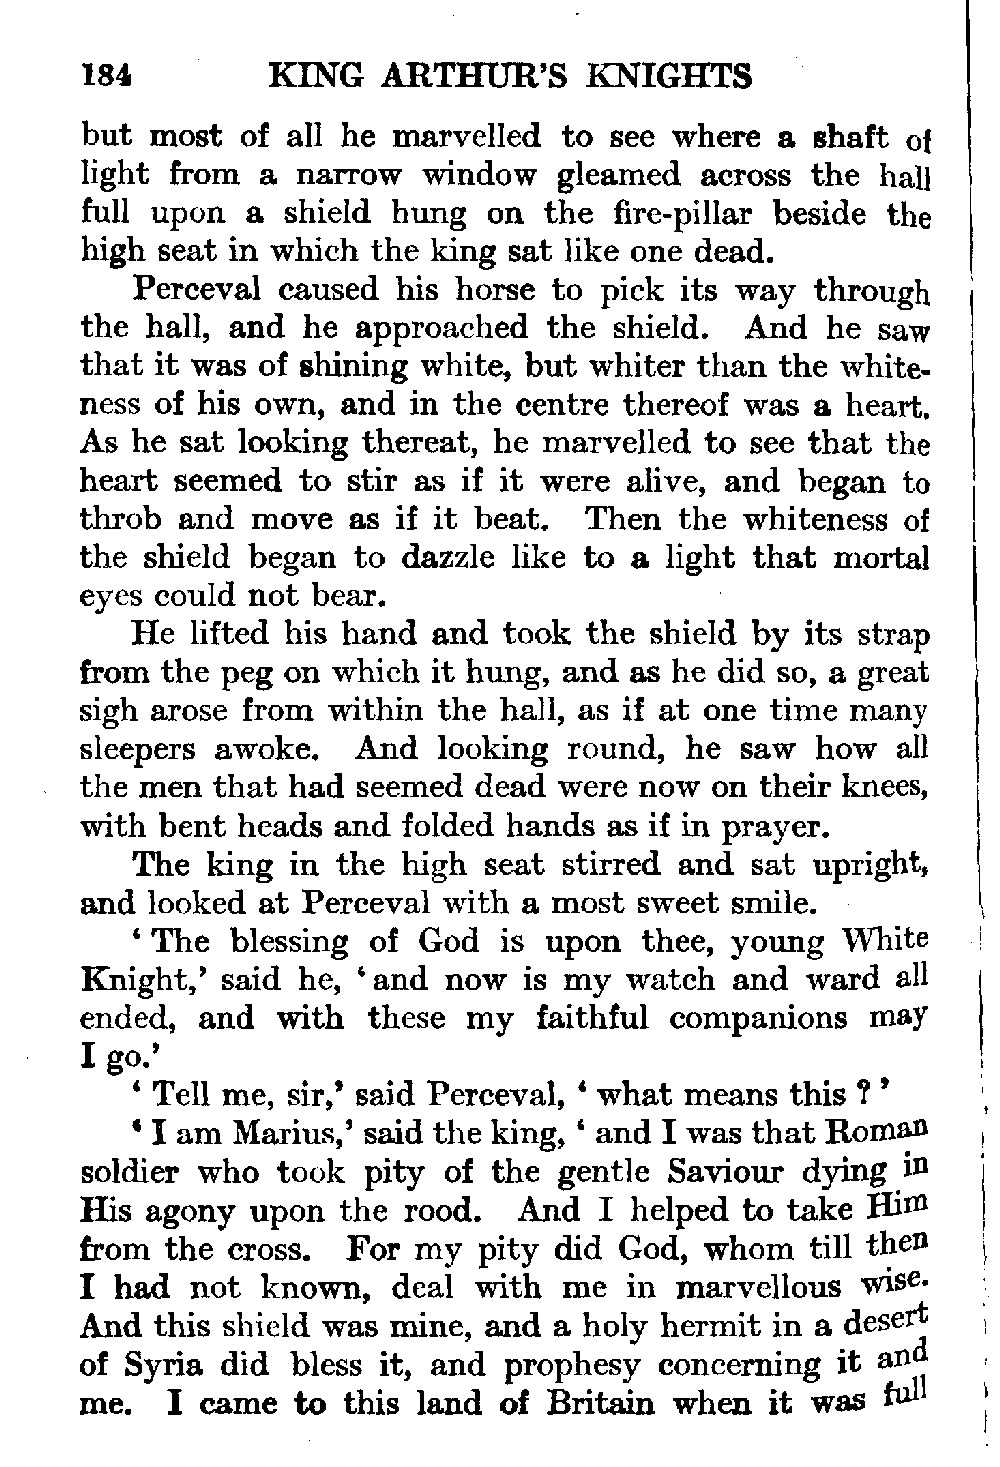 184 KING ARTHUR'S KNIGHTS
but most of all he marvelled to see where a shaft of
light from a narrow window gleamed across the hall
full upon a shield hung on the fire-pillar beside the
high seat in which the king sat like one dead.
Perceval caused his horse to pick its way through
the hall, and he approached the shield. And he saw
that it was of shining white, but whiter than the white-
ness of his own, and in the centre thereof was a heart.
As he sat looking thereat, he marvelled to see that the
heart seemed to stir as if it were alive, and began to
throb and move as if it beat. Then the whiteness of
the shield began to dazzle like to a light that mortal
eyes could not bear.
He lifted his hand and took the shield by its strap
from the peg on which it hung, and as he did so, a great
sigh arose from within the hall, as if at one time many
sleepers awoke. And looking round, he saw how all
the men that had seemed dead were now on their knees,
with bent heads and folded hands as if in prayer.
The king in the high seat stirred and sat upright,
and looked at Perceval with a most sweet smile.
‘ The blessing of God is upon thee, young White
Knight,’ said he, ‘ and now is my watch and ward all
ended, and with these my faithful companions may
I go.’
‘ Tell me, sir,’ said Perceval, ‘ what means this ? ’
‘ I am Marius,’ said the king, ‘ and I was that Roman
soldier who took pity of the gentle Saviour dying in
His agony upon the rood. And I helped to take Him
from the cross. For my pity did God, whom till then
I had not known, deal with me in marvellous wise.
And this shield was mine, and a holy hermit in a desert
of Syria did bless it, and prophesy concerning it and
me. I came to this land of Britain when it was full